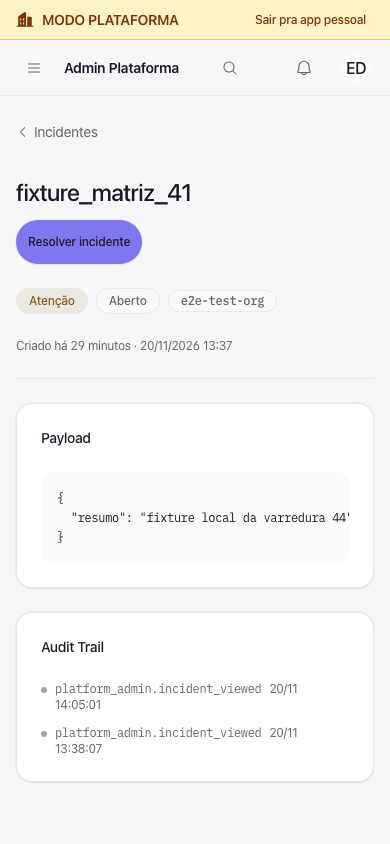 MODO PLATAFORMA
Sair pra app pessoal
Admin Plataforma
ED
Incidentes
fixture_matriz_41
Resolver incidente
Atenção
Aberto
e2e-test-org
Criado há 29 minutos · 20/11/2026 13:37
Payload
{
"resumo": "fixture local da varredura 44"
}
Audit Trail
platform_admin.incident_viewed 20/11
14:05:01
platform_admin.incident_viewed 20/11
13:38:07